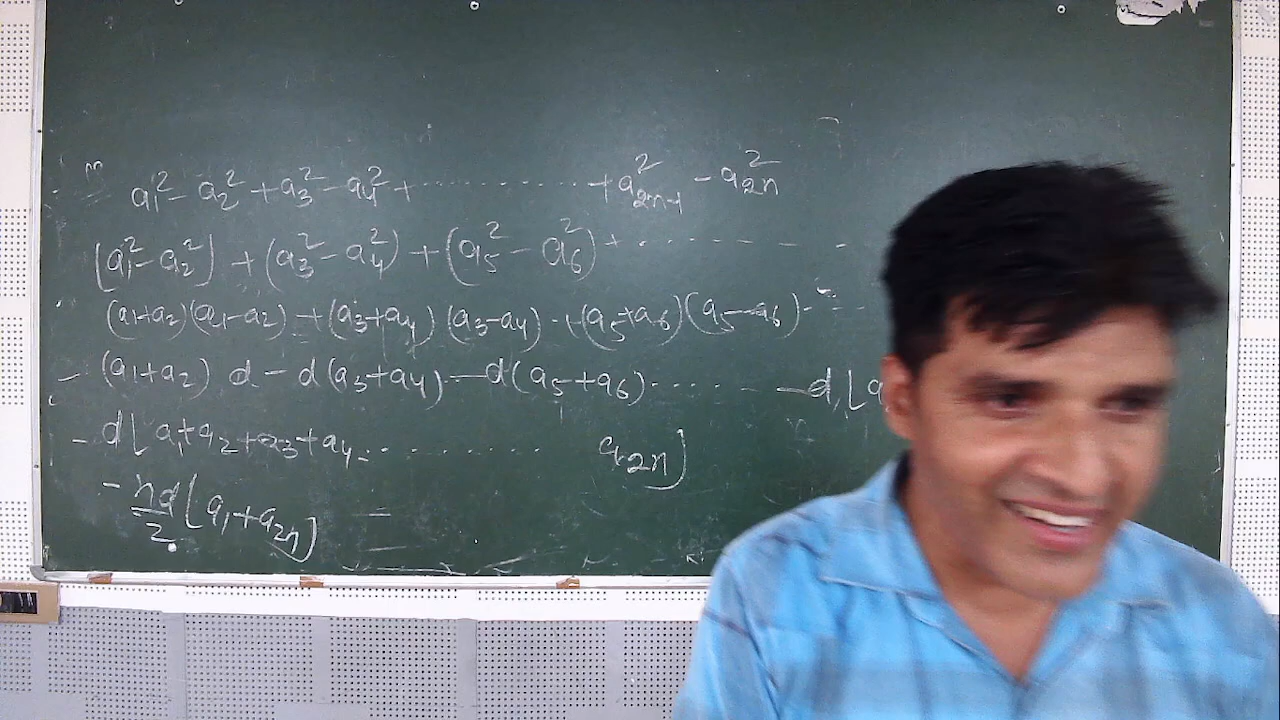 a₁² - a₂² + a₃² - a₄² + ............ + a²₂ₙ₋₁ - a²₂ₙ
(a₁² - a₂²) + (a₃² - a₄²) + (a₅² - a₆²) + ......
(a₁+a₂)(a₁-a₂) + (a₃+a₄)(a₃-a₄) + (a₅+a₆)(a₅-a₆)
- (a₁+a₂) d - d(a₃+a₄) - d(a₅+a₆) ...... - d[a
- d[a₁+a₂+a₃+a₄ .......... a₂ₙ]
- nd/2 [a₁+a₂ₙ]